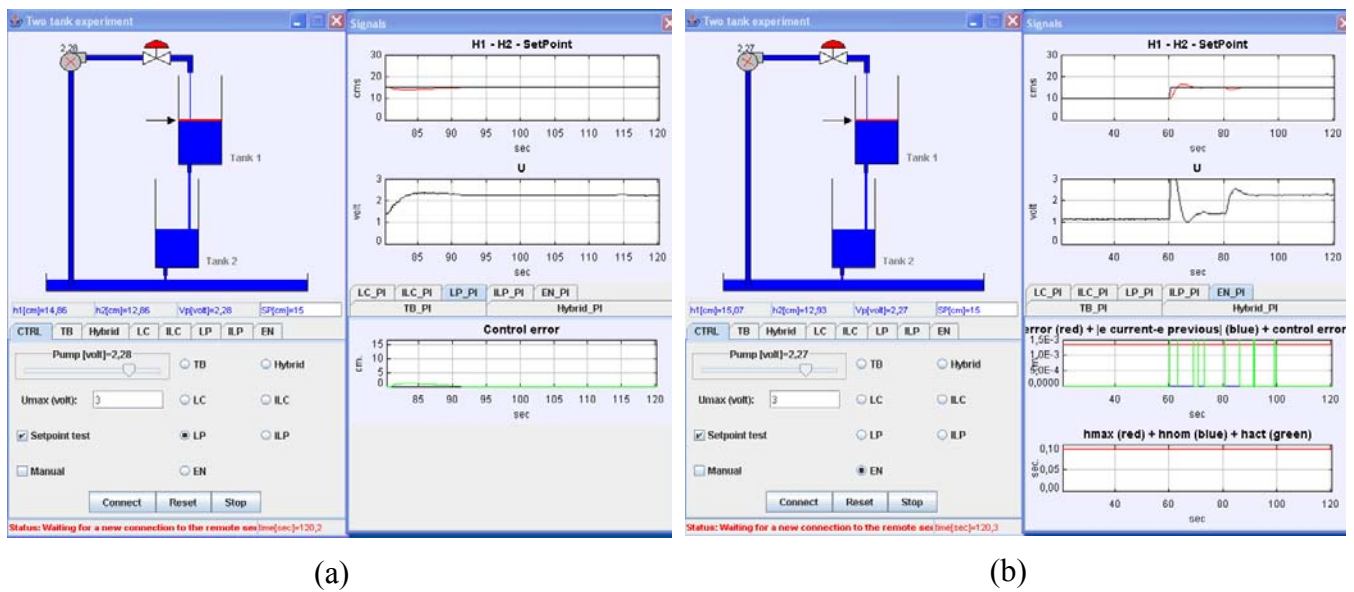 Two tank experiment
2,28
Tank 1
Tank 2
h1[cm]=14,86
h2[cm]=12,86
Vp[volt]=2,28
SP[cm]=15
CTRL TB Hybrid LC ILC LP ILP EN
Pump [volt]=2,28
TB
Hybrid
Umax (volt): 3
LC
ILC
Setpoint test
LP
ILP
Manual
EN
Connect Reset Stop
Status: Waiting for a new connection to the remote ser
time[sec]=120,2
Signals
H1 - H2 - SetPoint
cms
30
20
10
0
85 90 95 100 105 110 115 120
sec
U
volt
3
2
1
0
85 90 95 100 105 110 115 120
sec
LC_PI ILC_PI LP_PI ILP_PI EN_PI
TB_PI Hybrid_PI
Control error
cm.
15
10
5
0
85 90 95 100 105 110 115 120
sec
(a)
Two tank experiment
2,27
Tank 1
Tank 2
h1[cm]=15,07
h2[cm]=12,93
Vp[volt]=2,27
SP[cm]=15
CTRL TB Hybrid LC ILC LP ILP EN
Pump [volt]=2,27
TB
Hybrid
Umax (volt): 3
LC
ILC
Setpoint test
LP
ILP
Manual
EN
Connect Reset Stop
Status: Waiting for a new connection to the remote ser
time[sec]=120,3
Signals
H1 - H2 - SetPoint
cms
30
20
10
0
40 60 80 100 120
sec
U
volt
3
2
1
0
40 60 80 100 120
sec
LC_PI ILC_PI LP_PI ILP_PI EN_PI
TB_PI Hybrid_PI
error (red) + |e current-e previous| (blue) + control error
1,5E-3
1,0E-3
5,0E-4
0,0000
40 60 80 100 120
sec
hmax (red) + hnom (blue) + hact (green)
sec.
0,10
0,05
0,00
40 60 80 100 120
sec
(b)